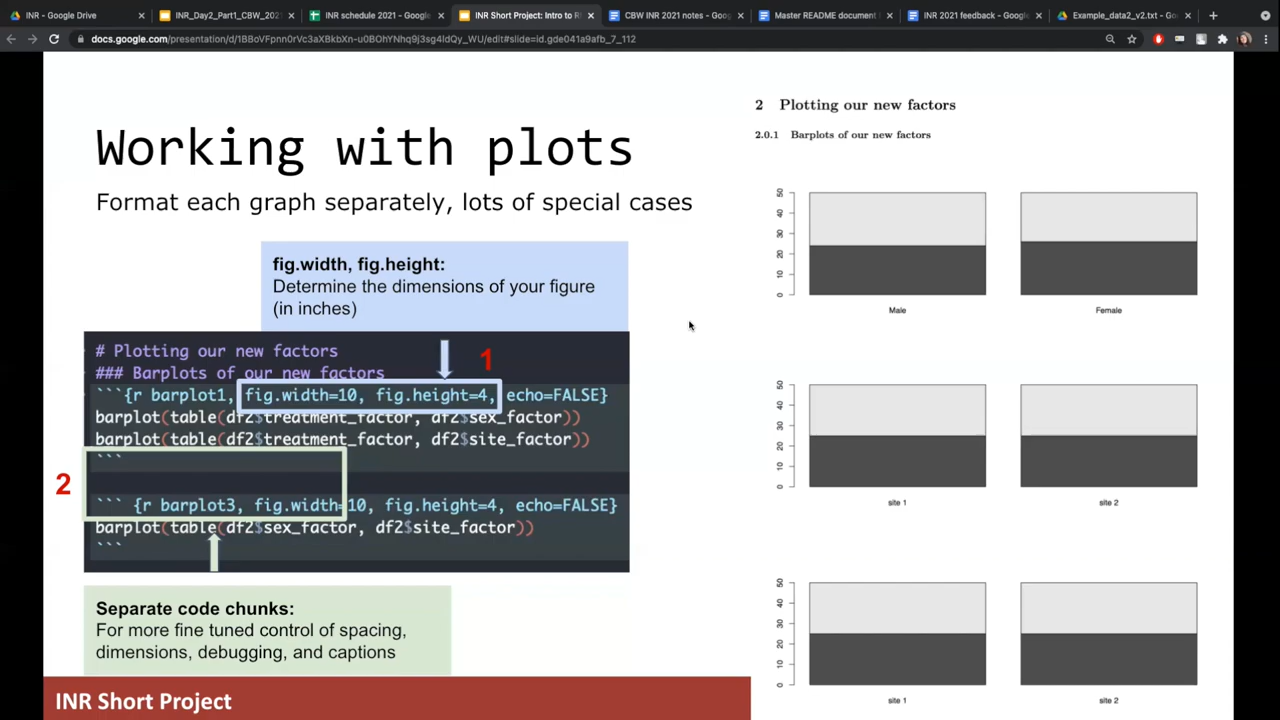 INR - Google Drive
INR_Day2_Part1_CBW_2021
INR schedule 2021 - Google
INR Short Project: Intro to R
CBW INR 2021 notes - Goog
Master README document
INR 2021 feedback - Google
Example_data2_v2.txt - Goog
docs.google.com/presentation/d/1BBoVFpnn0rVc3aXBkbXn-u0BOhYNhq9j3sg4ldQy_WU/edit#slide=id.gde041a9afb_7_112
Working with plots
Format each graph separately, lots of special cases
fig.width, fig.height:
Determine the dimensions of your figure
(in inches)
1
# Plotting our new factors
### Barplots of our new factors
```{r barplot1, fig.width=10, fig.height=4, echo=FALSE}
barplot(table(df2$treatment_factor, df2$sex_factor))
barplot(table(df2$treatment_factor, df2$site_factor))
```
2
``` {r barplot3, fig.width=10, fig.height=4, echo=FALSE}
barplot(table(df2$sex_factor, df2$site_factor))
```
Separate code chunks:
For more fine tuned control of spacing,
dimensions, debugging, and captions
INR Short Project
2 Plotting our new factors
2.0.1 Barplots of our new factors
50
40
30
20
10
0
Male
Female
50
40
30
20
10
0
site 1
site 2
50
40
30
20
10
0
site 1
site 2